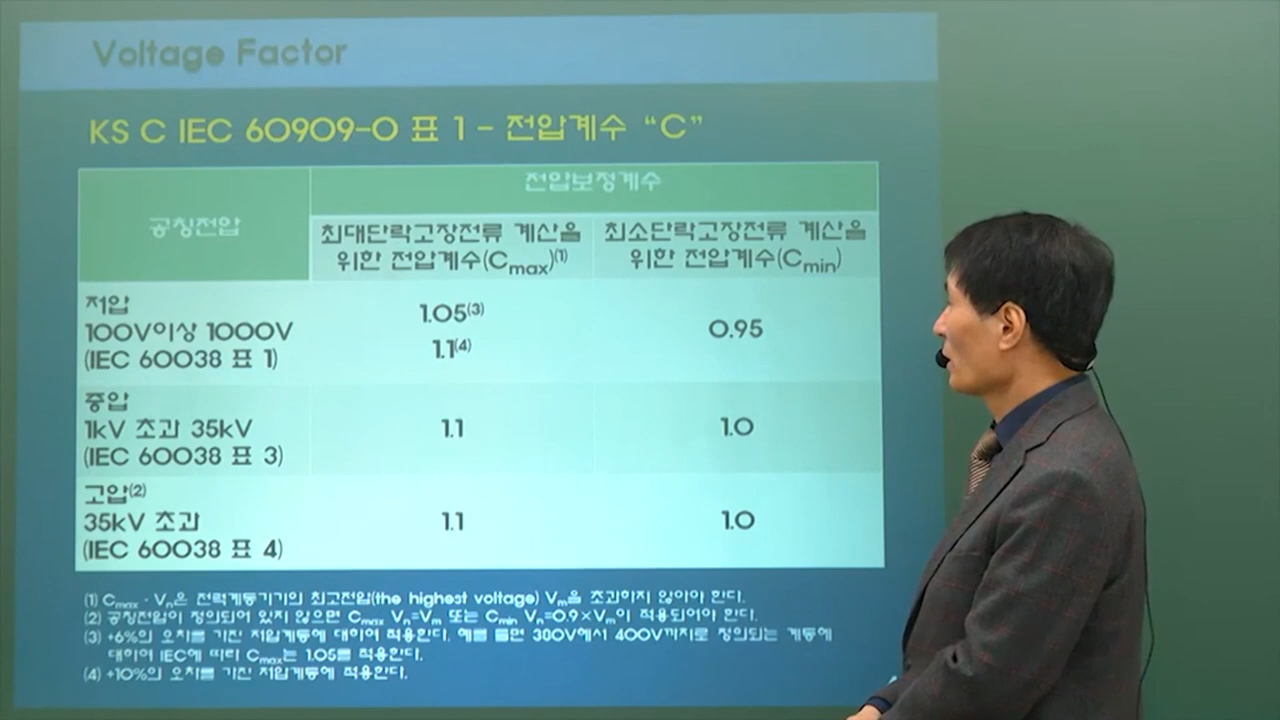 Voltage Factor
KS C IEC 60909-0 표 1 - 전압계수 “C”
공칭전압
전압보정계수
최대단락고장전류 계산을
위한 전압계수(Cmax)(1)
최소단락고장전류 계산을
위한 전압계수(Cmin)
저압
100V이상 1000V
(IEC 60038 표 1)
1.05(3)
1.1(4)
0.95
중압
1kV 초과 35kV
(IEC 60038 표 3)
1.1
1.0
고압(2)
35kV 초과
(IEC 60038 표 4)
1.1
1.0
(1) Cmax · Vn은 전력계통기기의 최고전압(the highest voltage) Vm을 초과하지 않아야 한다.
(2) 공칭전압이 정의되어 있지 않으면 Cmax Vn=Vm 또는 Cmin Vn=0.9×Vm이 적용되어야 한다.
(3) +6%의 오차를 가진 저압계통에 대하여 적용한다. 예를 들면 380V에서 400V까지로 정의되는 계통에
대하여 IEC에 따라 Cmax는 1.05를 적용한다.
(4) +10%의 오차를 가진 저압계통에 적용한다.